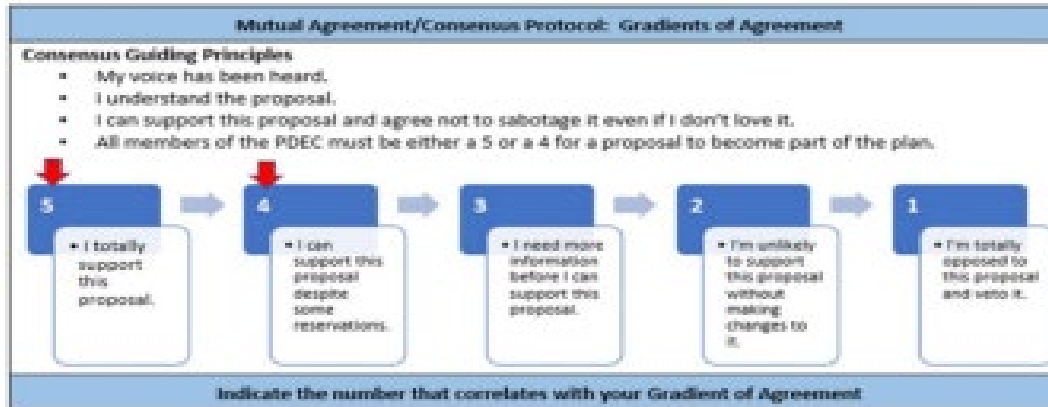 Mutual Agreement/Consensus Protocol: Gradients of Agreement
Consensus Guiding Principles
▪ My voice has been heard.
▪ I understand the proposal.
▪ I can support this proposal and agree not to sabotage it even if I don't love it.
▪ All members of the PDEC must be either a 5 or a 4 for a proposal to become part of the plan.
5
• I totally
support
this
proposal.
4
• I can
support this
proposal
despite
some
reservations.
3
• I need more
information
before I can
support this
proposal.
2
• I'm unlikely
to support
this proposal
without
making
changes to
it.
1
• I'm totally
opposed to
this proposal
and veto it.
Indicate the number that correlates with your Gradient of Agreement